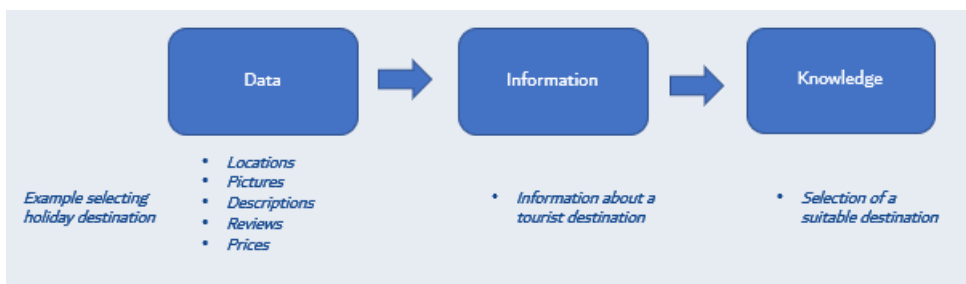 Data
Information
Knowledge
Example selecting
holiday destination
• Locations
• Pictures
• Descriptions
• Reviews
• Prices
• Information about a
tourist destination
• Selection of a
suitable destination